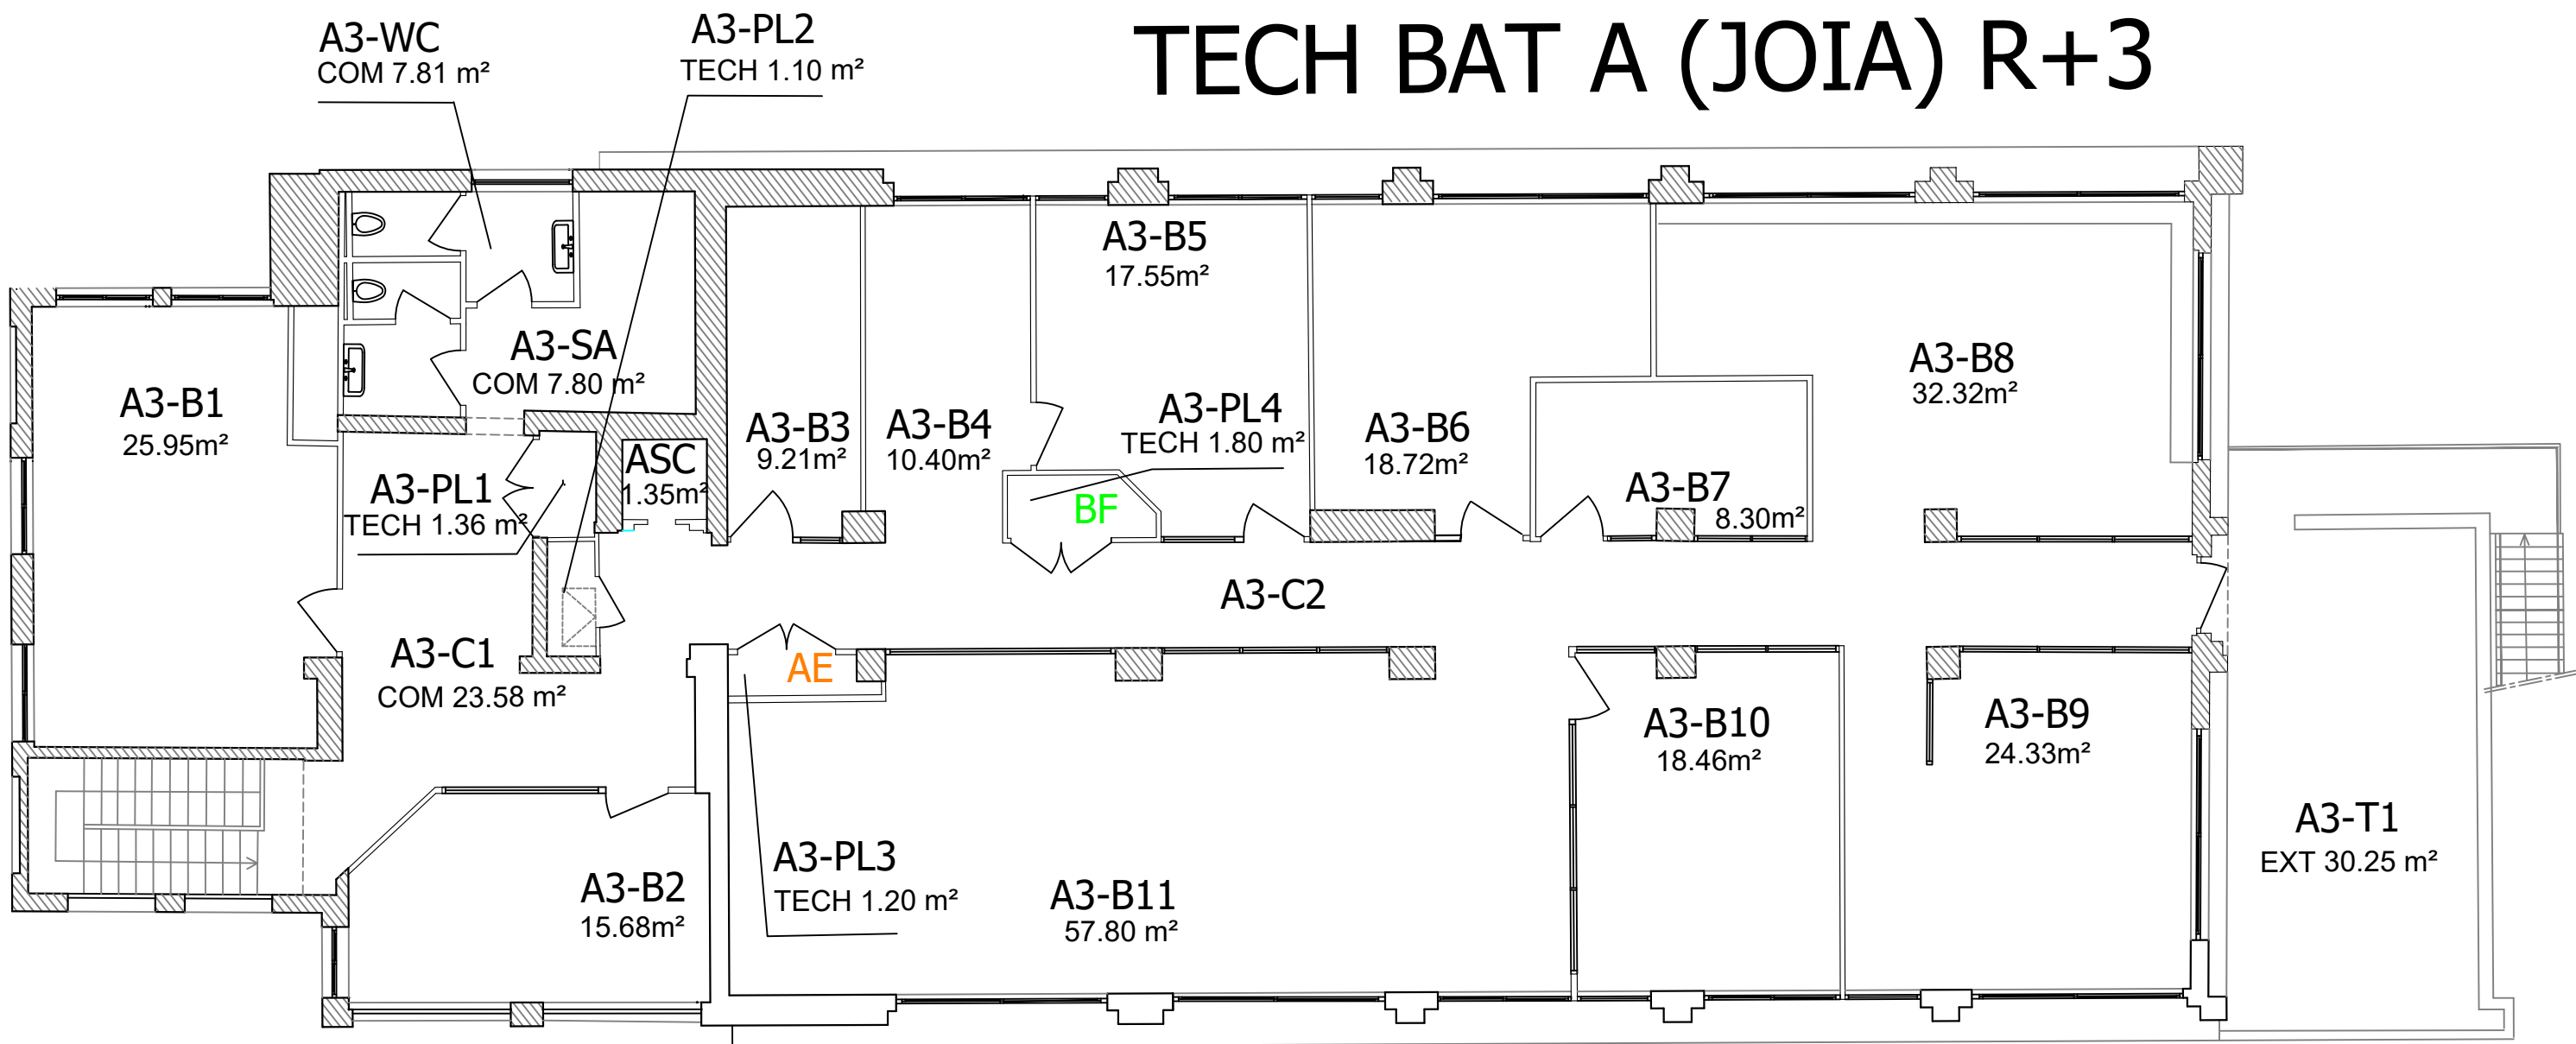 TECH BAT A (JOIA) R+3
A3-WC
COM 7.81 m²
A3-PL2
TECH 1.10 m²
A3-B5
17.55m²
A3-SA
COM 7.80 m²
A3-B8
32.32m²
A3-B1
25.95m²
A3-B3
9.21m²
A3-B4
10.40m²
A3-PL4
TECH 1.80 m²
A3-B6
18.72m²
ASC
1.35m²
A3-PL1
TECH 1.36 m²
BF
A3-B7
8.30m²
A3-C2
A3-C1
COM 23.58 m²
AE
A3-B10
18.46m²
A3-B9
24.33m²
A3-T1
EXT 30.25 m²
A3-PL3
TECH 1.20 m²
A3-B2
15.68m²
A3-B11
57.80 m²